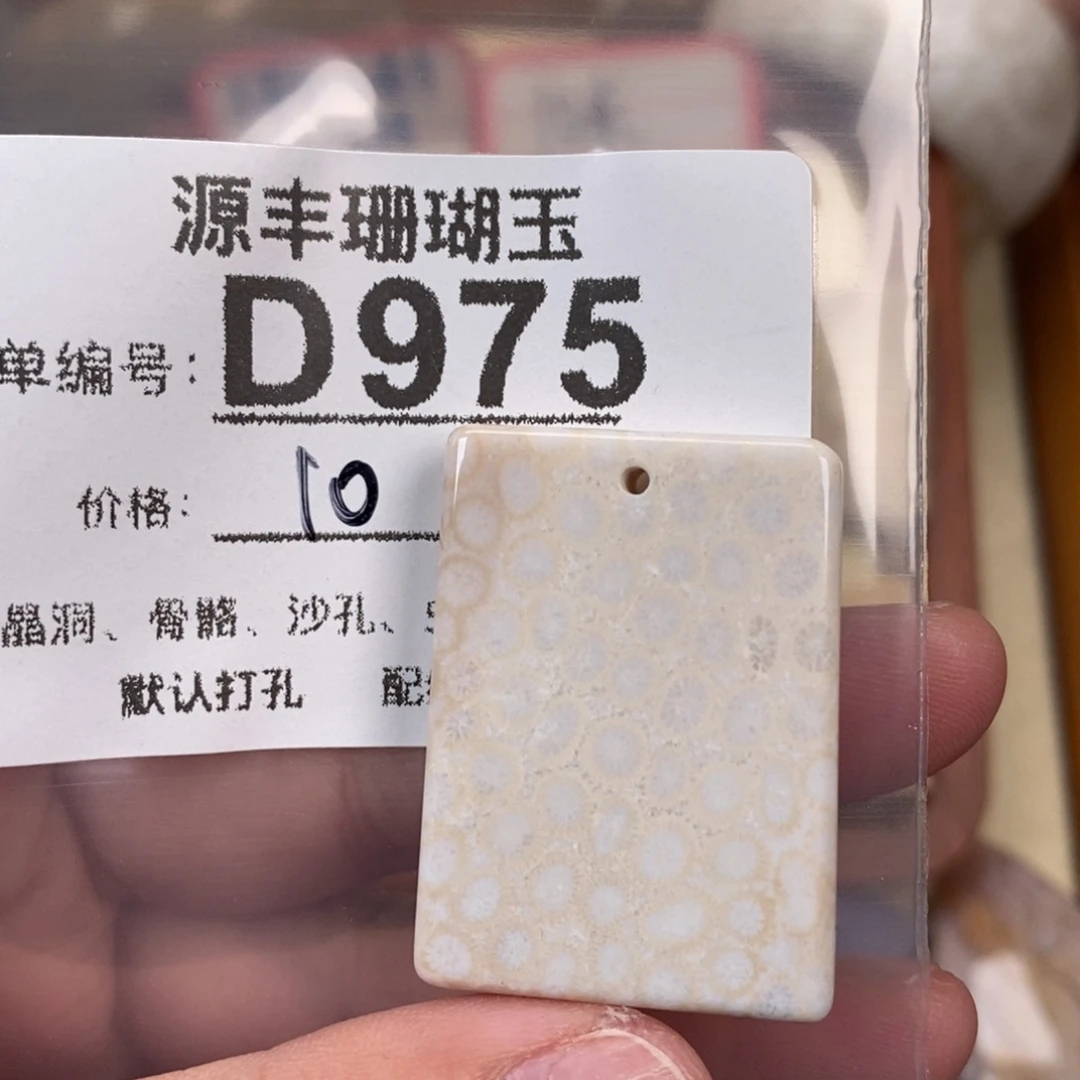 源丰珊瑚玉
单编号: D975
价格: 10
晶洞、骨骼、沙孔、
默认打孔 配